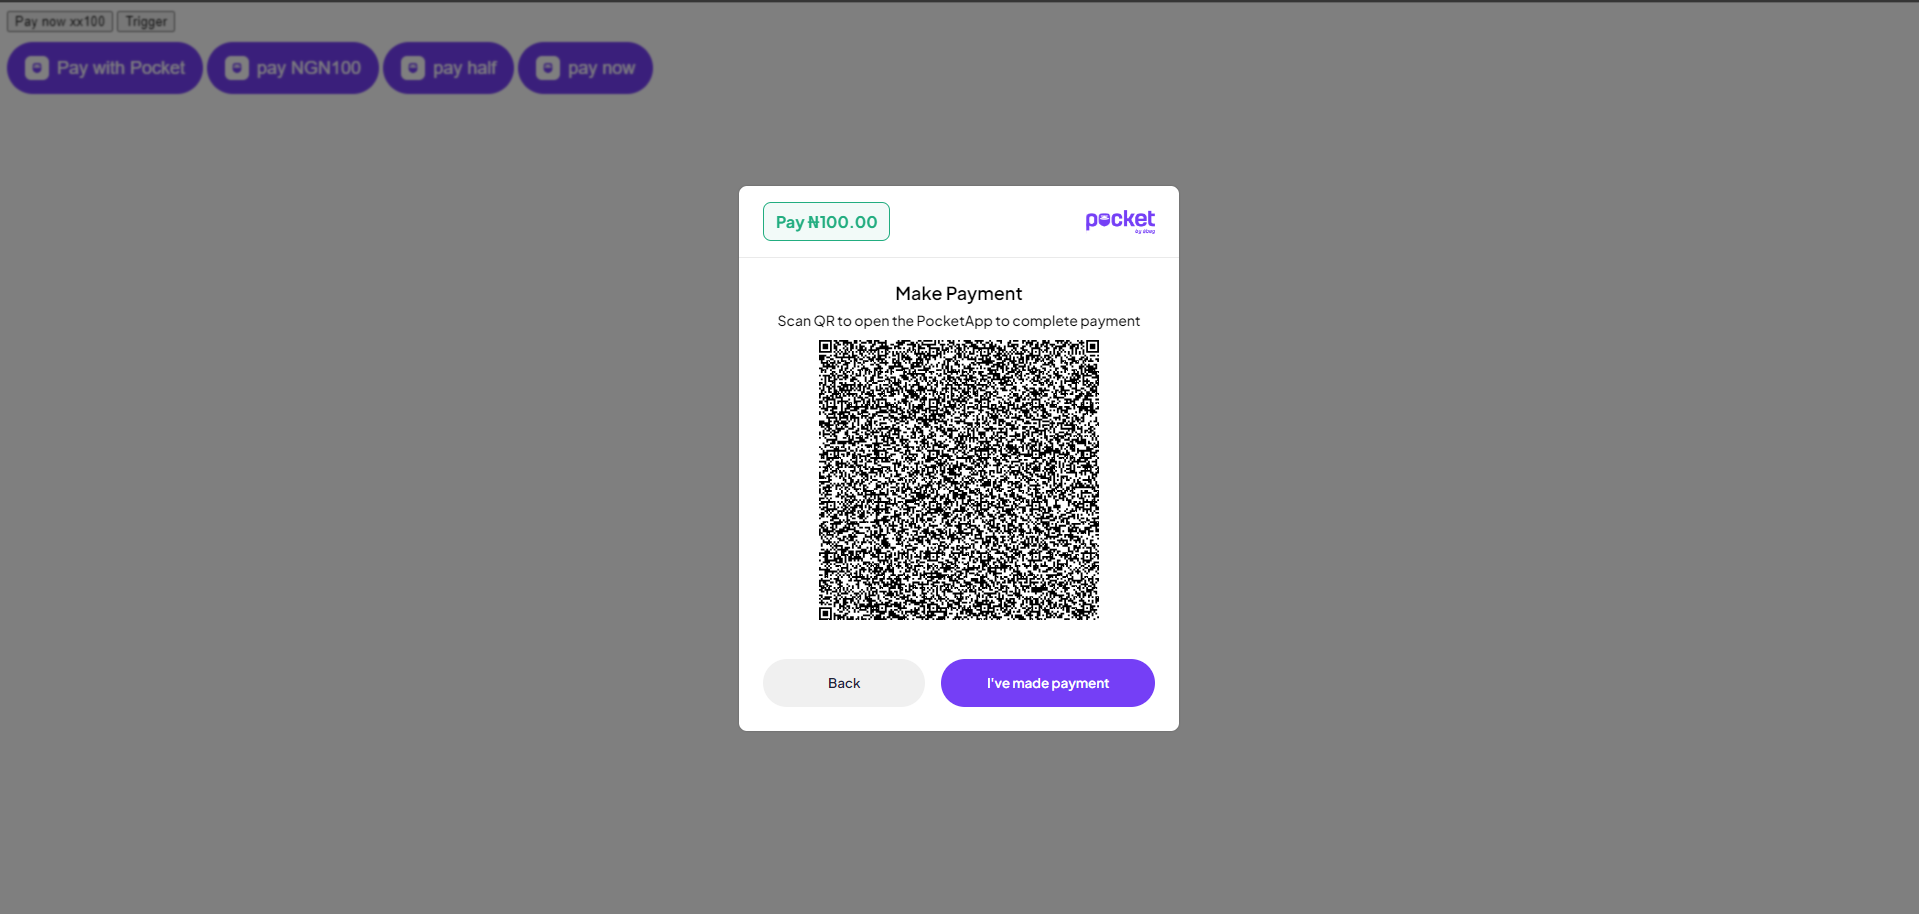 Pay now xx100 Trigger
Pay with Pocket pay NGN100 pay half pay now
Pay ₦100.00
pocket
by abeg
Make Payment
Scan QR to open the PocketApp to complete payment
Back I've made payment